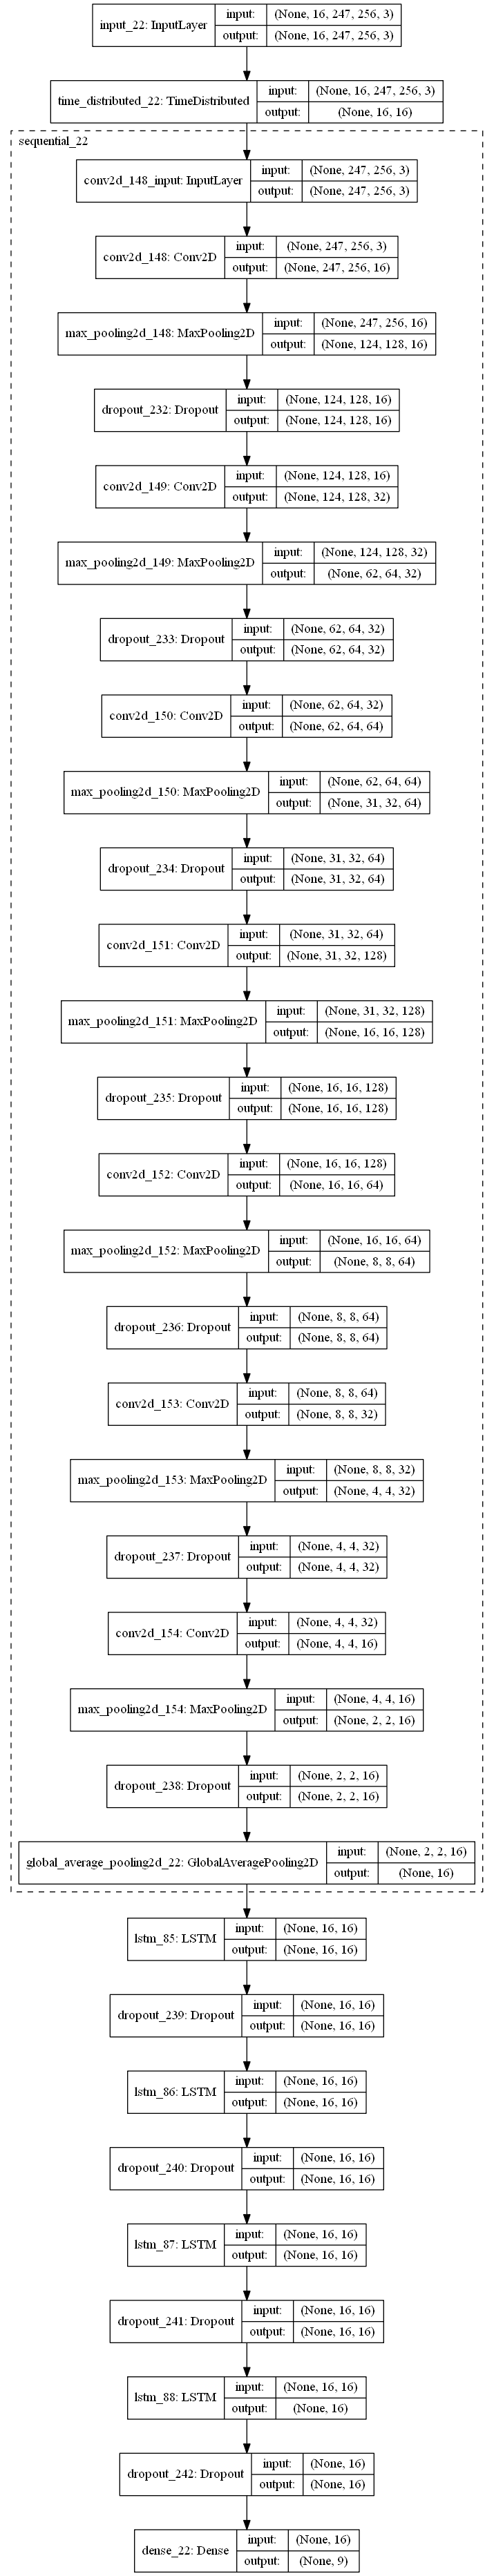 input_22: InputLayer
input:
(None, 16, 247, 256, 3)
output:
(None, 16, 247, 256, 3)
time_distributed_22: TimeDistributed
input:
(None, 16, 247, 256, 3)
output:
(None, 16, 16)
sequential_22
conv2d_148_input: InputLayer
input:
(None, 247, 256, 3)
output:
(None, 247, 256, 3)
conv2d_148: Conv2D
input:
(None, 247, 256, 3)
output:
(None, 247, 256, 16)
max_pooling2d_148: MaxPooling2D
input:
(None, 247, 256, 16)
output:
(None, 124, 128, 16)
dropout_232: Dropout
input:
(None, 124, 128, 16)
output:
(None, 124, 128, 16)
conv2d_149: Conv2D
input:
(None, 124, 128, 16)
output:
(None, 124, 128, 32)
max_pooling2d_149: MaxPooling2D
input:
(None, 124, 128, 32)
output:
(None, 62, 64, 32)
dropout_233: Dropout
input:
(None, 62, 64, 32)
output:
(None, 62, 64, 32)
conv2d_150: Conv2D
input:
(None, 62, 64, 32)
output:
(None, 62, 64, 64)
max_pooling2d_150: MaxPooling2D
input:
(None, 62, 64, 64)
output:
(None, 31, 32, 64)
dropout_234: Dropout
input:
(None, 31, 32, 64)
output:
(None, 31, 32, 64)
conv2d_151: Conv2D
input:
(None, 31, 32, 64)
output:
(None, 31, 32, 128)
max_pooling2d_151: MaxPooling2D
input:
(None, 31, 32, 128)
output:
(None, 16, 16, 128)
dropout_235: Dropout
input:
(None, 16, 16, 128)
output:
(None, 16, 16, 128)
conv2d_152: Conv2D
input:
(None, 16, 16, 128)
output:
(None, 16, 16, 64)
max_pooling2d_152: MaxPooling2D
input:
(None, 16, 16, 64)
output:
(None, 8, 8, 64)
dropout_236: Dropout
input:
(None, 8, 8, 64)
output:
(None, 8, 8, 64)
conv2d_153: Conv2D
input:
(None, 8, 8, 64)
output:
(None, 8, 8, 32)
max_pooling2d_153: MaxPooling2D
input:
(None, 8, 8, 32)
output:
(None, 4, 4, 32)
dropout_237: Dropout
input:
(None, 4, 4, 32)
output:
(None, 4, 4, 32)
conv2d_154: Conv2D
input:
(None, 4, 4, 32)
output:
(None, 4, 4, 16)
max_pooling2d_154: MaxPooling2D
input:
(None, 4, 4, 16)
output:
(None, 2, 2, 16)
dropout_238: Dropout
input:
(None, 2, 2, 16)
output:
(None, 2, 2, 16)
global_average_pooling2d_22: GlobalAveragePooling2D
input:
(None, 2, 2, 16)
output:
(None, 16)
lstm_85: LSTM
input:
(None, 16, 16)
output:
(None, 16, 16)
dropout_239: Dropout
input:
(None, 16, 16)
output:
(None, 16, 16)
lstm_86: LSTM
input:
(None, 16, 16)
output:
(None, 16, 16)
dropout_240: Dropout
input:
(None, 16, 16)
output:
(None, 16, 16)
lstm_87: LSTM
input:
(None, 16, 16)
output:
(None, 16, 16)
dropout_241: Dropout
input:
(None, 16, 16)
output:
(None, 16, 16)
lstm_88: LSTM
input:
(None, 16, 16)
output:
(None, 16)
dropout_242: Dropout
input:
(None, 16)
output:
(None, 16)
dense_22: Dense
input:
(None, 16)
output:
(None, 9)